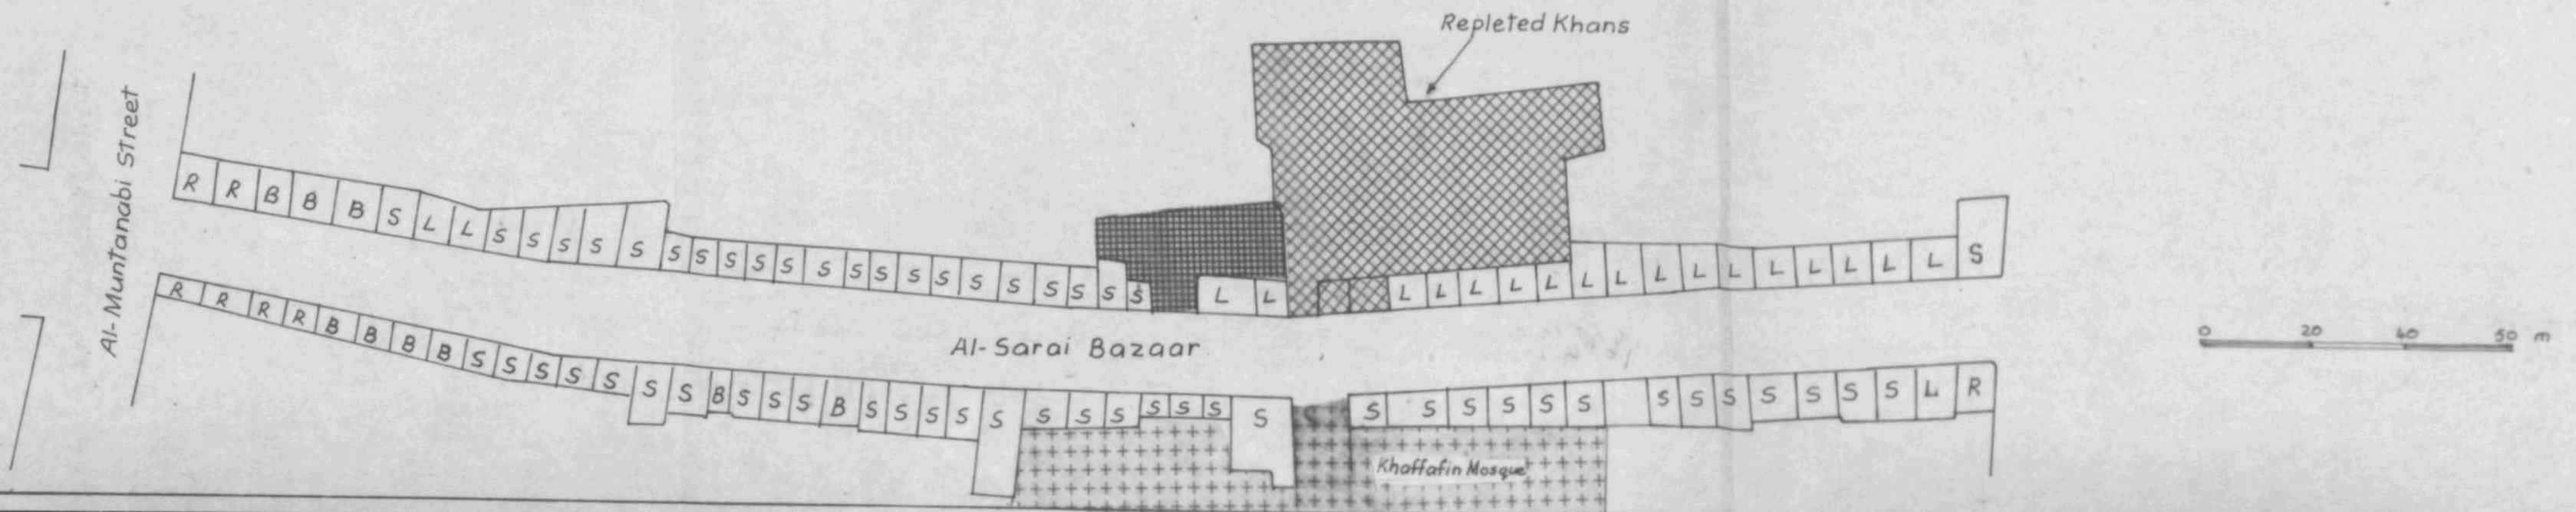 Repleted Khans
Al-Muntanabi Street
R R B B B S L L S S S S S S S S S S S S S S S S S S S S S L L L L L L L L L L L L L L L L L S
Al-Sarai Bazaar
0 20 40 50 m
R R R R B B B B S S S S S S S B S S S B S S S S S S S S S S S S S S S S S S S S S S S S S S L R
Khaffafin Mosque